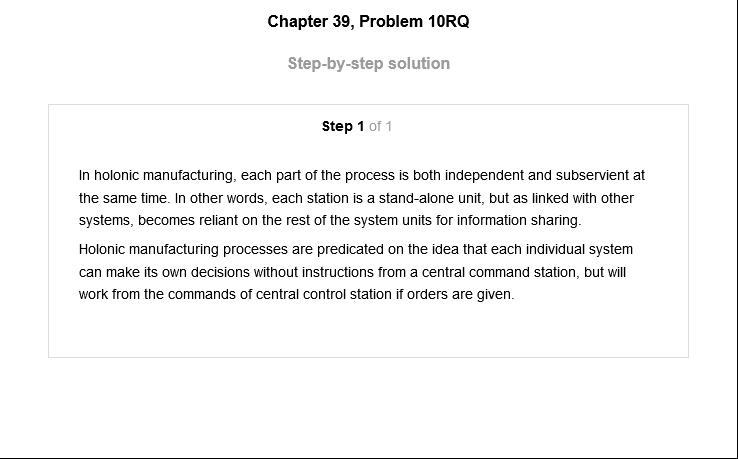 Chapter 39, Problem 10RQ
Step-by-step solution
Step 1 of 1
In holonic manufacturing, each part of the process is both independent and subservient at
the same time. In other words, each station is a stand-alone unit, but as linked with other
systems, becomes reliant on the rest of the system units for information sharing.
Holonic manufacturing processes are predicated on the idea that each individual system
can make its own decisions without instructions from a central command station, but will
work from the commands of central control station if orders are given.